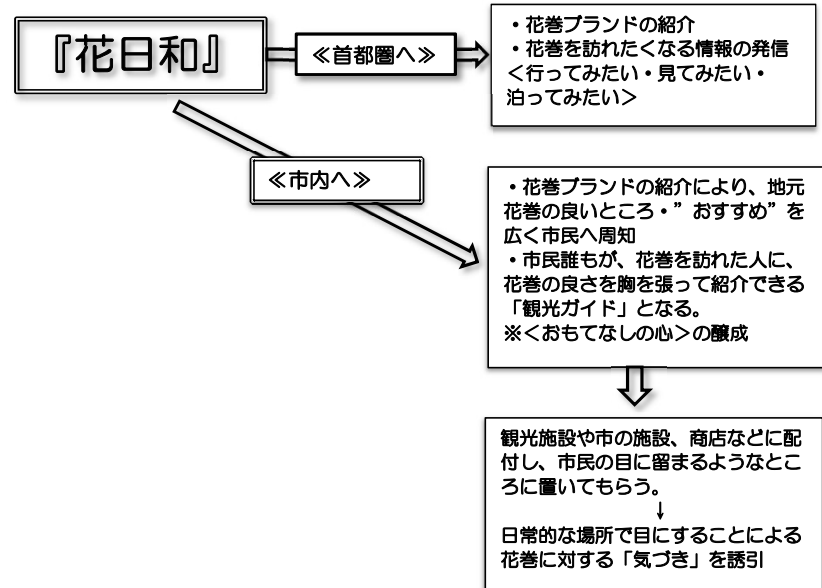 『花日和』
≪首都圏へ≫
・花巻ブランドの紹介
・花巻を訪れたくなる情報の発信
<行ってみたい・見てみたい・
泊ってみたい>
≪市内へ≫
・花巻ブランドの紹介により、地元
花巻の良いところ・”おすすめ”を
広く市民へ周知
・市民誰もが、花巻を訪れた人に、
花巻の良さを胸を張って紹介できる
「観光ガイド」となる。
※<おもてなしの心>の醸成
観光施設や市の施設、商店などに配
付し、市民の目に留まるようなとこ
ろに置いてもらう。
↓
日常的な場所で目にすることによる
花巻に対する「気づき」を誘引